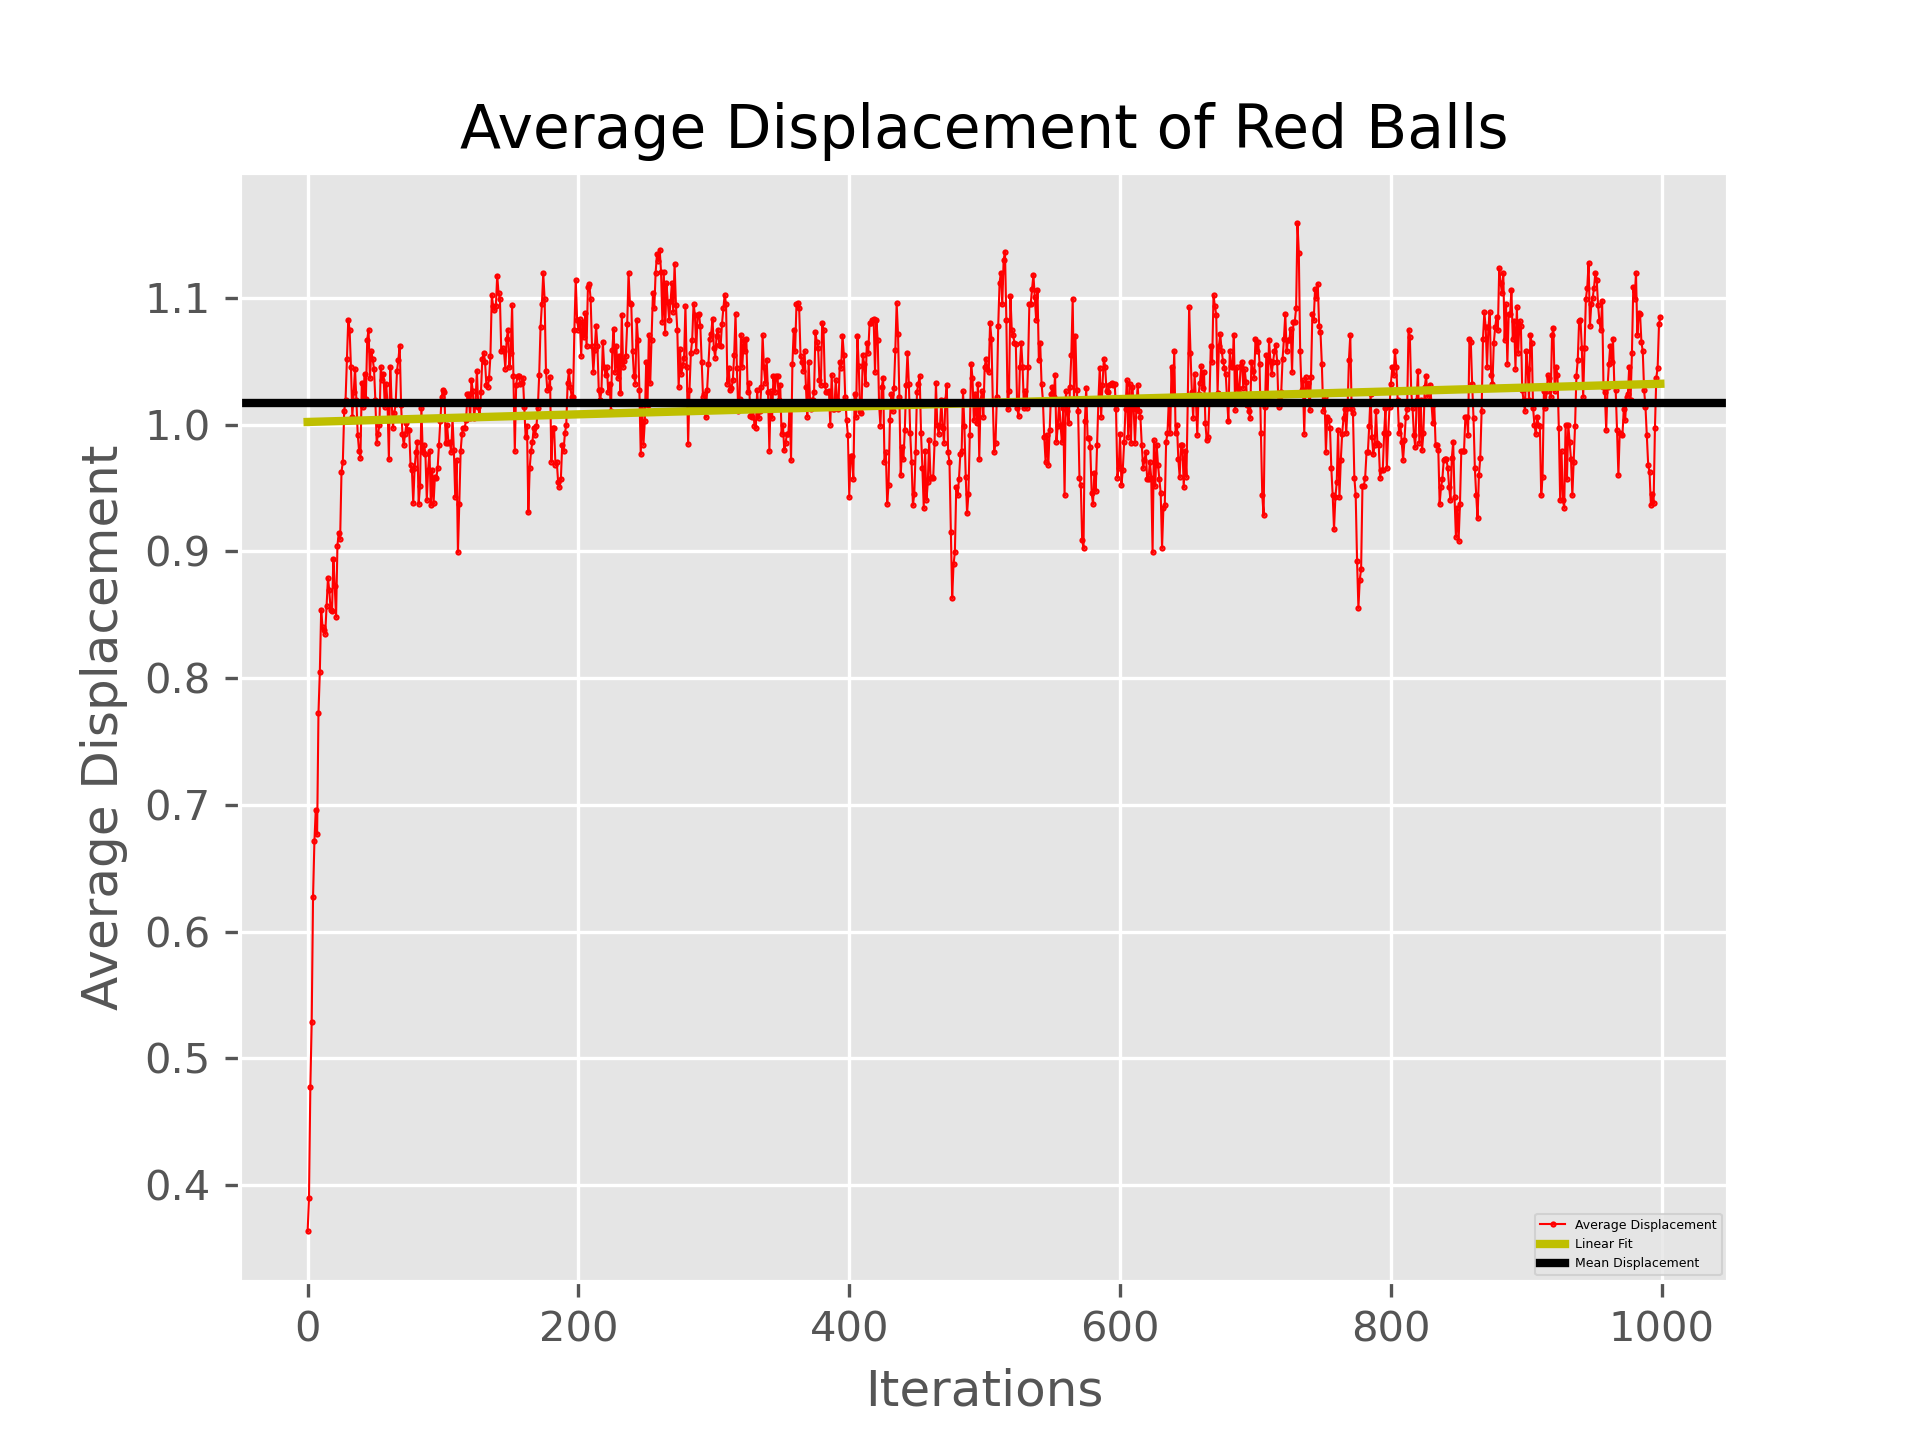 Average Displacement of Red Balls
Average Displacement
1.1
1.0
0.9
0.8
0.7
0.6
0.5
0.4
Average Displacement
Linear Fit
Mean Displacement
0 200 400 600 800 1000
Iterations